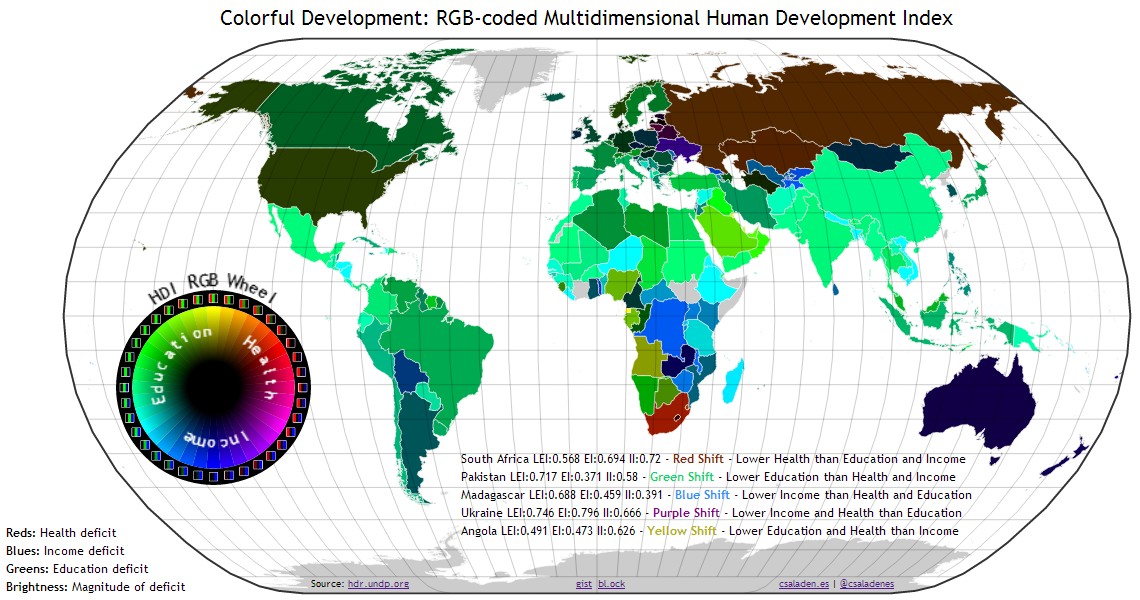 Colorful Development: RGB-coded Multidimensional Human Development Index
HDI RGB Wheel
Education
Health
Income
South Africa LEI:0.568 EI:0.694 II:0.72 - Red Shift - Lower Health than Education and Income
Pakistan LEI:0.717 EI:0.371 II:0.58 - Green Shift - Lower Education than Health and Income
Madagascar LEI:0.688 EI:0.459 II:0.391 - Blue Shift - Lower Income than Health and Education
Ukraine LEI:0.746 EI:0.796 II:0.666 - Purple Shift - Lower Income and Health than Education
Angola LEI:0.491 EI:0.473 II:0.626 - Yellow Shift - Lower Education and Health than Income
Reds: Health deficit
Blues: Income deficit
Greens: Education deficit
Brightness: Magnitude of deficit
Source: hdr.undp.org gist bl.ock csaladen.es | @csaladenes